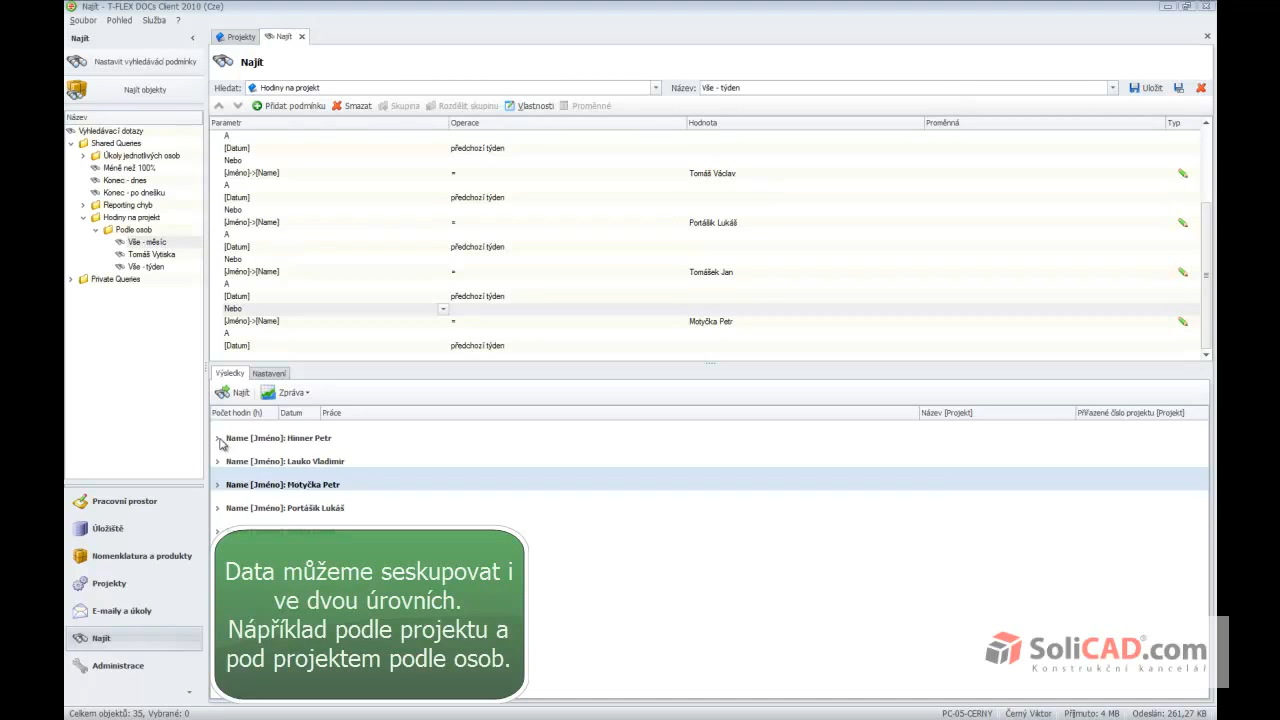 Najít - T-FLEX DOCs Client 2010 (Cze)
Soubor Pohled Služba ?
Najít
Projekty Najít
Nastavit vyhledávací podmínky
Najít objekty
Název
Vyhledávací dotazy
Shared Queries
Úkoly jednotlivých osob
Méně než 100%
Konec - dnes
Konec - po dnešku
Reporting chyb
Hodiny na projekt
Podle osob
Vše - měsíc
Tomáš Vytiska
Vše - týden
Private Queries
Pracovní prostor
Úložiště
Nomenklatura a produkty
Projekty
E-maily a úkoly
Najít
Administrace
Najít
Hledat: Hodiny na projekt Název: Vše - týden Uložit
Přidat podmínku Smazat Skupina Rozdělit skupinu Vlastnosti Proměnné
Parametr Operace Hodnota Proměnná Typ
A
[Datum] předchozí týden
Nebo
[Jméno]->[Name] = Tomáš Václav
A
[Datum] předchozí týden
Nebo
[Jméno]->[Name] = Portášik Lukáš
A
[Datum] předchozí týden
Nebo
[Jméno]->[Name] = Tomášek Jan
A
[Datum] předchozí týden
Nebo
[Jméno]->[Name] = Motyčka Petr
A
[Datum] předchozí týden
Výsledky Nastavení
Najít Zpráva
Počet hodin (h) Datum Práce Název [Projekt] Přiřazené číslo projektu [Projekt]
Name [Jméno]: Hinner Petr
Name [Jméno]: Lauko Vladimír
Name [Jméno]: Motyčka Petr
Name [Jméno]: Portášik Lukáš
Data můžeme seskupovat i
ve dvou úrovních.
Nápříklad podle projektu a
pod projektem podle osob.
SoliCAD.com
Konstrukční kancelář
Celkem objektů: 35, Vybrané: 0 PC-05-CERNY Černý Viktor Přijmuto: 4 MB Odeslán: 261,27 KB